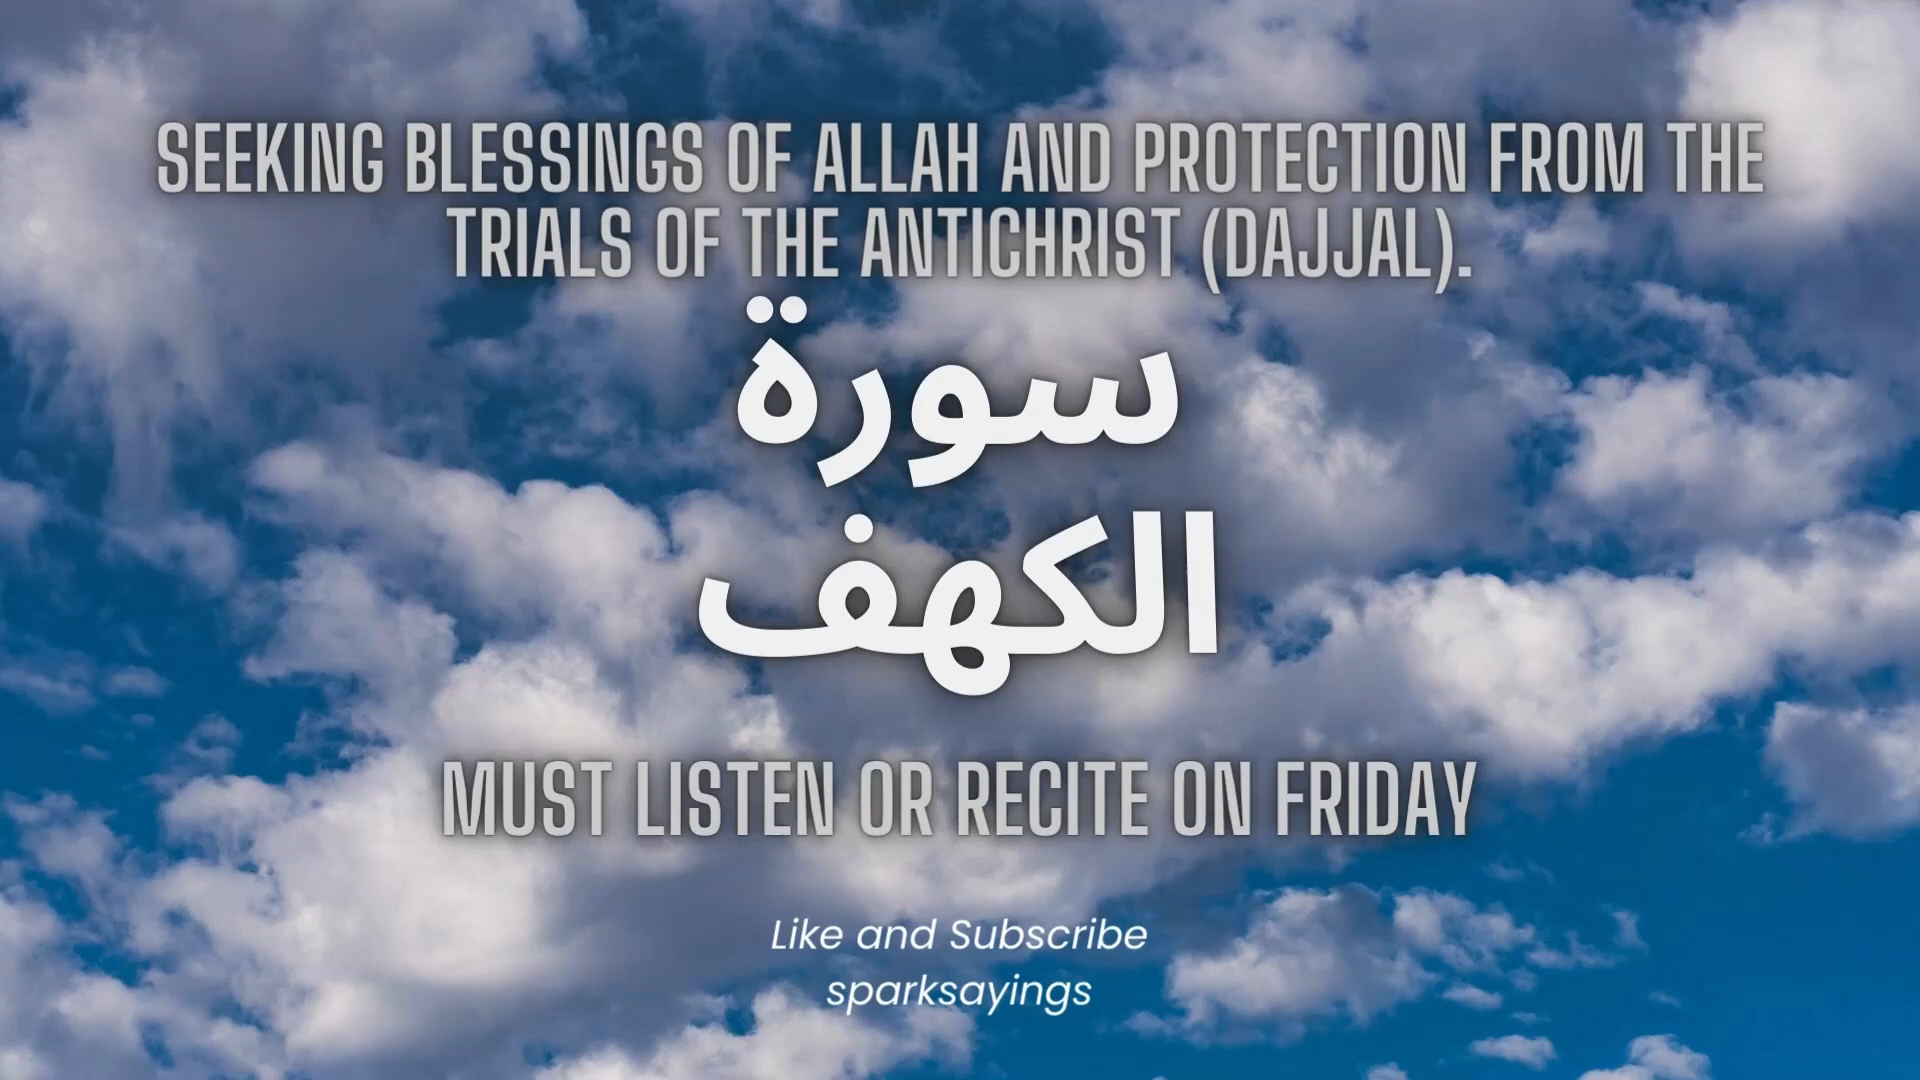 SEEKING BLESSINGS OF ALLAH AND PROTECTION FROM THE
TRIALS OF THE ANTICHRIST (DAJJAL).
سورة
الكهف
MUST LISTEN OR RECITE ON FRIDAY
Like and Subscribe
sparksayings